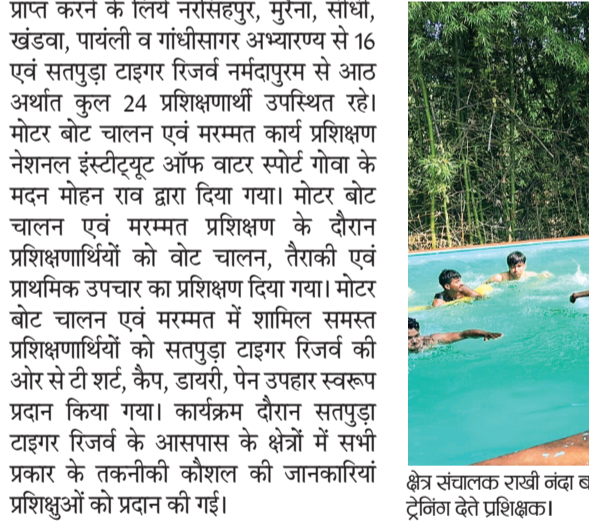 प्राप्त करने के लिये नरसिंहपुर, मुरैना, सीधी,
खंडवा, पायंली व गांधीसागर अभ्यारण्य से 16
एवं सतपुड़ा टाइगर रिजर्व नर्मदापुरम से आठ
अर्थात कुल 24 प्रशिक्षणार्थी उपस्थित रहे।
मोटर बोट चालन एवं मरम्मत कार्य प्रशिक्षण
नेशनल इंस्टीट्यूट ऑफ वाटर स्पोर्ट गोवा के
मदन मोहन राव द्वारा दिया गया। मोटर बोट
चालन एवं मरम्मत प्रशिक्षण के दौरान
प्रशिक्षणार्थियों को वोट चालन, तैराकी एवं
प्राथमिक उपचार का प्रशिक्षण दिया गया। मोटर
बोट चालन एवं मरम्मत में शामिल समस्त
प्रशिक्षणार्थियों को सतपुड़ा टाइगर रिजर्व की
ओर से टी शर्ट, कैप, डायरी, पेन उपहार स्वरूप
प्रदान किया गया। कार्यक्रम दौरान सतपुड़ा
टाइगर रिजर्व के आसपास के क्षेत्रों में सभी
प्रकार के तकनीकी कौशल की जानकारियां
प्रशिक्षुओं को प्रदान की गई।
क्षेत्र संचालक राखी नंदा
ट्रेनिंग देते प्रशिक्षक।